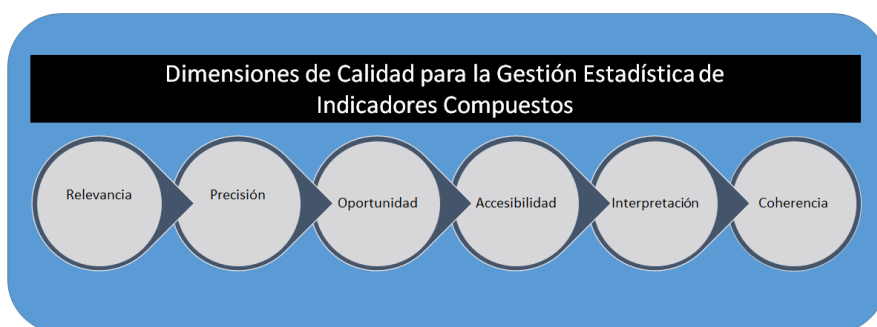 Dimensiones de Calidad para la Gestión Estadística de
Indicadores Compuestos
Relevancia
Precisión
Oportunidad
Accesibilidad
Interpretación
Coherencia